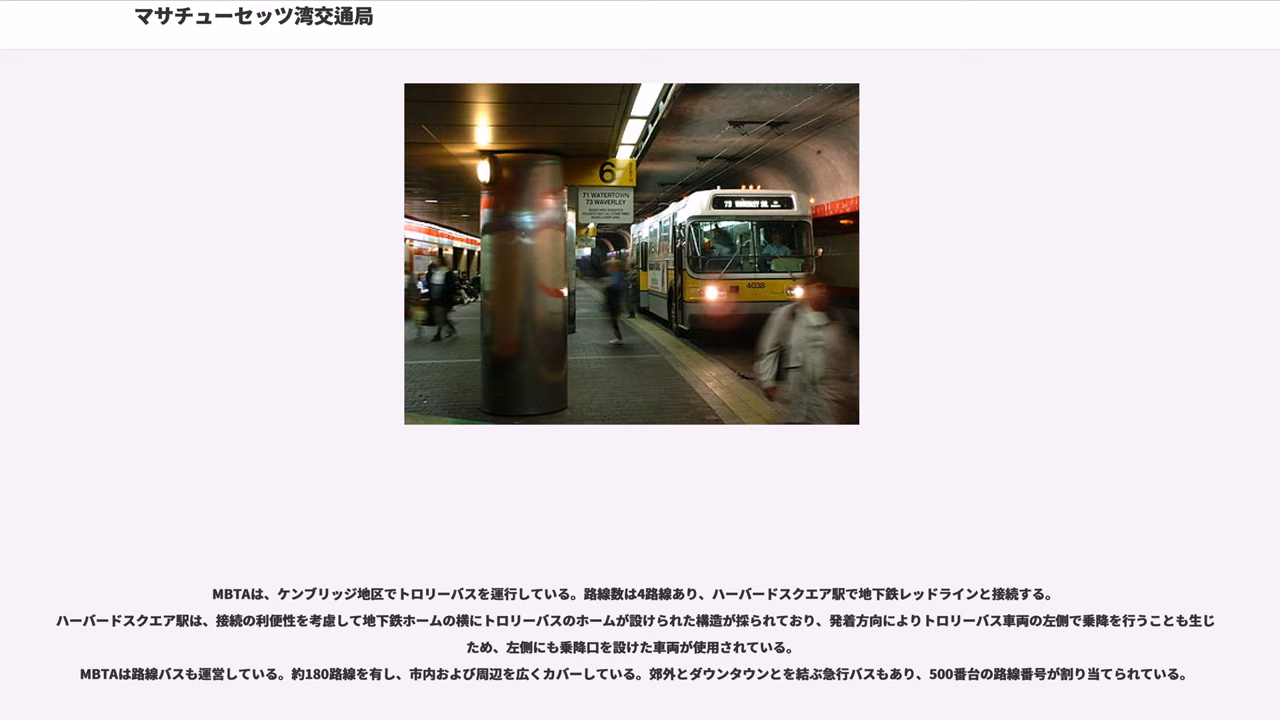 マサチューセッツ湾交通局
6
71 WATERTOWN
73 WAVERLEY
73 WAVERLEY SQ.
4038
MBTAは、ケンブリッジ地区でトロリーバスを運行している。路線数は4路線あり、ハーバードスクエア駅で地下鉄レッドラインと接続する。
ハーバードスクエア駅は、接続の利便性を考慮して地下鉄ホームの横にトロリーバスのホームが設けられた構造が採られており、発着方向によりトロリーバス車両の左側で乗降を行うことも生じ
ため、左側にも乗降口を設けた車両が使用されている。
MBTAは路線バスも運営している。約180路線を有し、市内および周辺を広くカバーしている。郊外とダウンタウンとを結ぶ急行バスもあり、500番台の路線番号が割り当てられている。